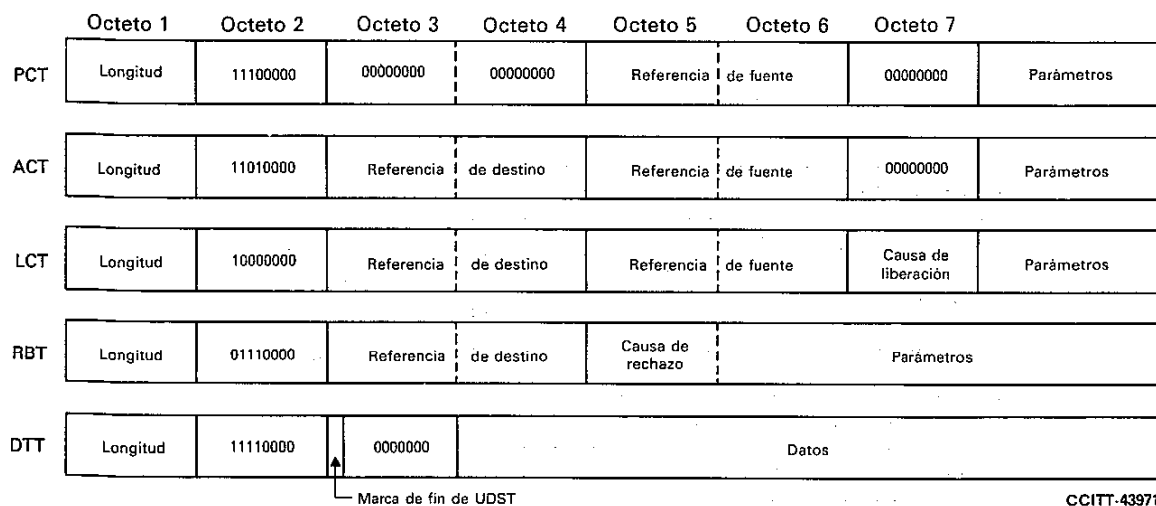 Octeto 1 Octeto 2 Octeto 3 Octeto 4 Octeto 5 Octeto 6 Octeto 7
PCT Longitud 11100000 00000000 00000000 Referencia de fuente 00000000 Parámetros
ACT Longitud 11010000 Referencia de destino Referencia de fuente 00000000 Parámetros
LCT Longitud 10000000 Referencia de destino Referencia de fuente Causa de liberación Parámetros
RBT Longitud 01110000 Referencia de destino Causa de rechazo Parámetros
DTT Longitud 11110000 0000000 Datos
Marca de fin de UDST
CCITT-43971